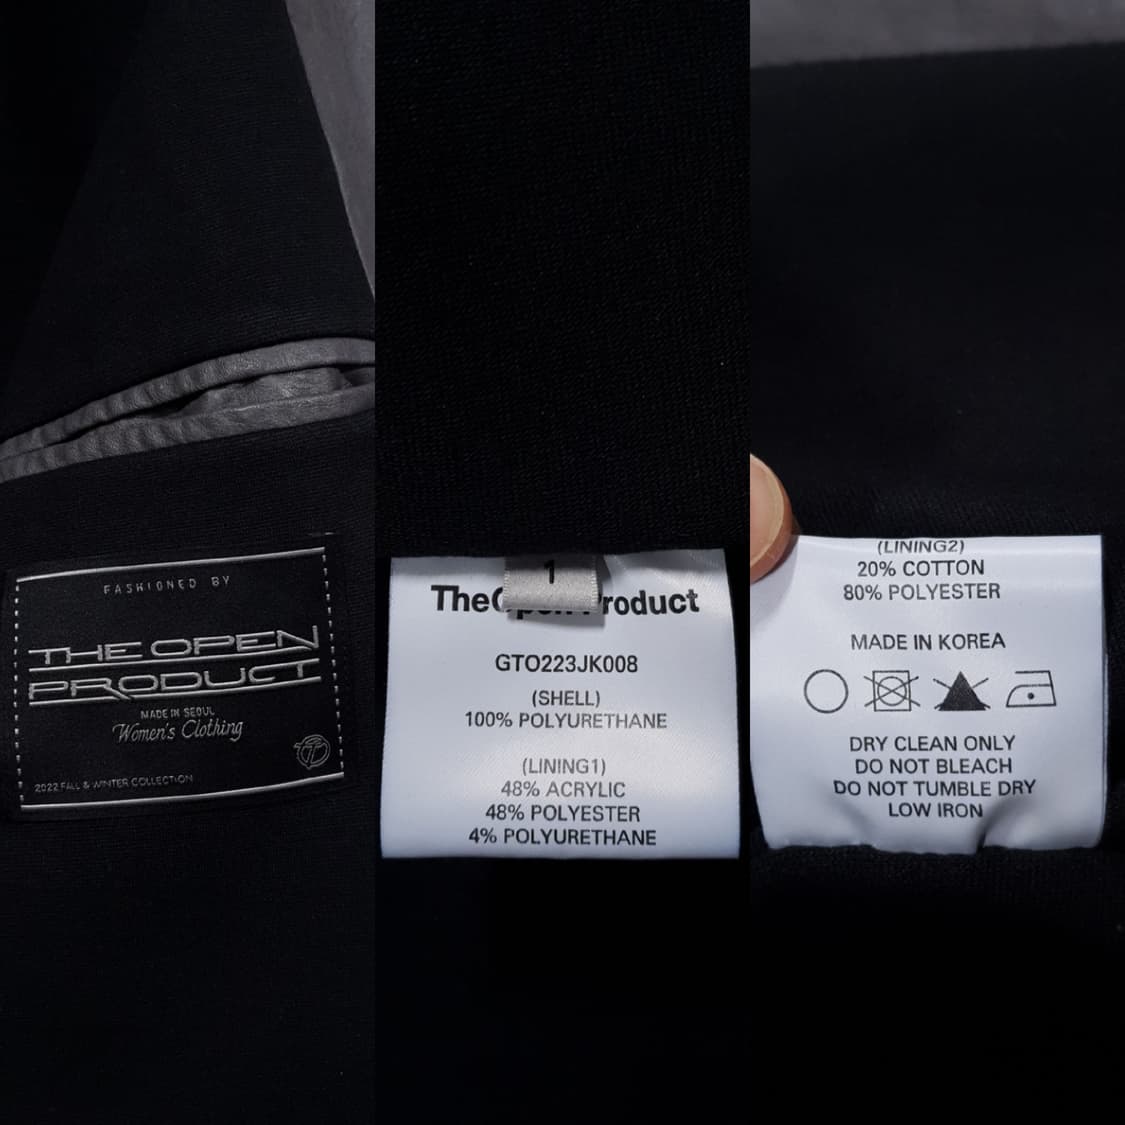 FASHIONED BY
THE OPEN
PRODUCT
MADE IN SEOUL
Women's Clothing
2022 FALL & WINTER COLLECTION
1
TheOpen Product
GTO223JK008
(SHELL)
100% POLYURETHANE
(LINING1)
48% ACRYLIC
48% POLYESTER
4% POLYURETHANE
(LINING2)
20% COTTON
80% POLYESTER
MADE IN KOREA
DRY CLEAN ONLY
DO NOT BLEACH
DO NOT TUMBLE DRY
LOW IRON